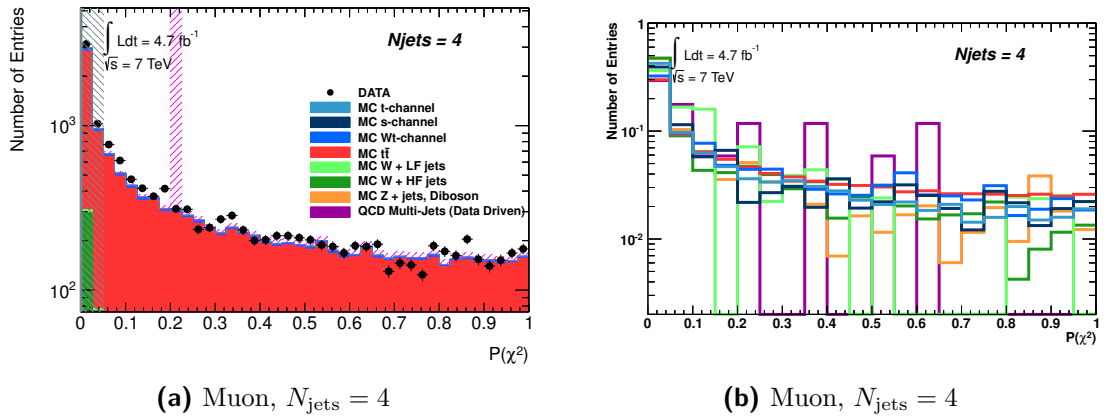 Number of Entries
∫ Ldt = 4.7 fb⁻¹
√s = 7 TeV
Njets = 4
DATA
MC t-channel
MC s-channel
MC Wt-channel
MC tt̄
MC W + LF jets
MC W + HF jets
MC Z + jets, Diboson
QCD Multi-Jets (Data Driven)
10³
10²
0 0.1 0.2 0.3 0.4 0.5 0.6 0.7 0.8 0.9 1
P(χ²)
(a) Muon, N_jets = 4
Number of Entries
∫ Ldt = 4.7 fb⁻¹
√s = 7 TeV
Njets = 4
1
10⁻¹
10⁻²
0 0.1 0.2 0.3 0.4 0.5 0.6 0.7 0.8 0.9 1
P(χ²)
(b) Muon, N_jets = 4